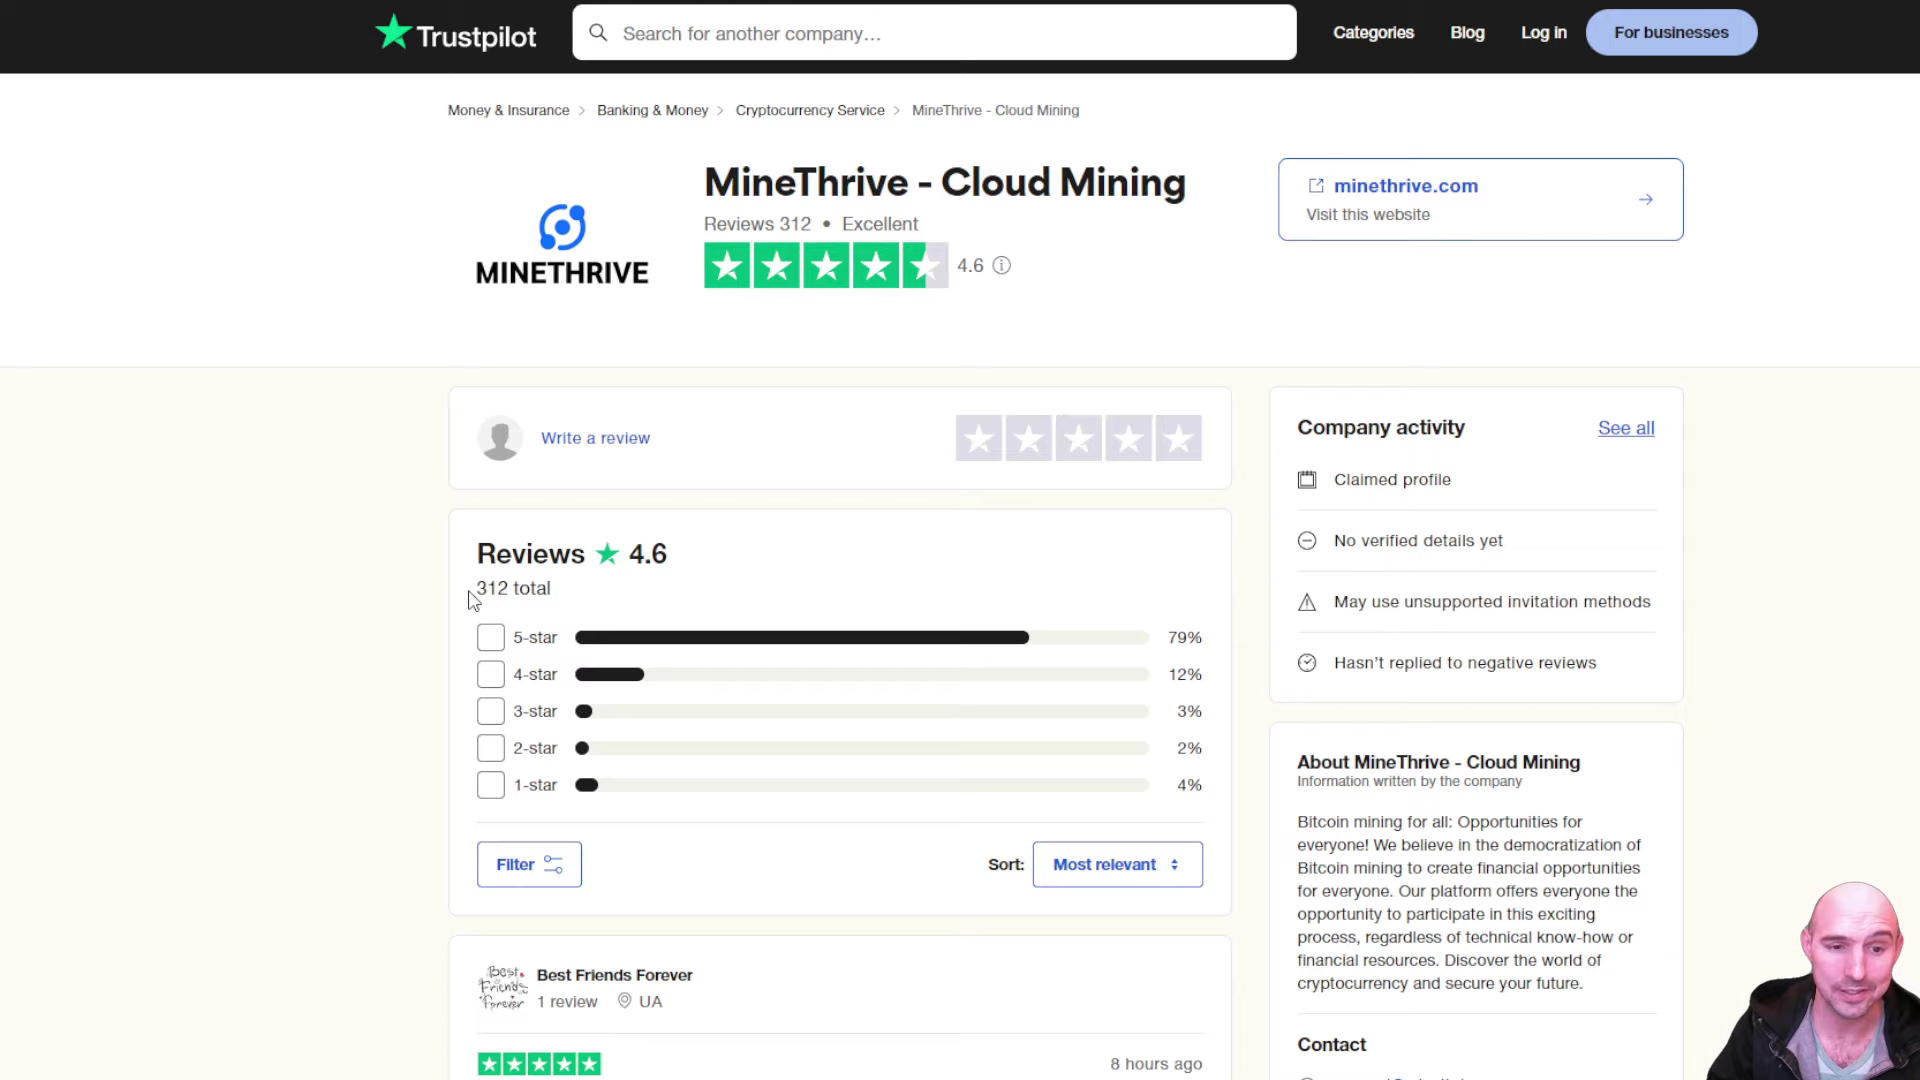 Trustpilot
Search for another company...
Categories
Blog
Log in
For businesses
Money & Insurance > Banking & Money > Cryptocurrency Service > MineThrive - Cloud Mining
MINETHRIVE
MineThrive - Cloud Mining
Reviews 312 • Excellent
4.6
minethrive.com
Visit this website
Write a review
Reviews 4.6
312 total
5-star 79%
4-star 12%
3-star 3%
2-star 2%
1-star 4%
Filter
Sort: Most relevant
Best Friends Forever
Best Friends Forever
1 review UA
8 hours ago
Company activity
See all
Claimed profile
No verified details yet
May use unsupported invitation methods
Hasn't replied to negative reviews
About MineThrive - Cloud Mining
Information written by the company
Bitcoin mining for all: Opportunities for
everyone! We believe in the democratization of
Bitcoin mining to create financial opportunities
for everyone. Our platform offers everyone the
opportunity to participate in this exciting
process, regardless of technical know-how or
financial resources. Discover the world of
cryptocurrency and secure your future.
Contact